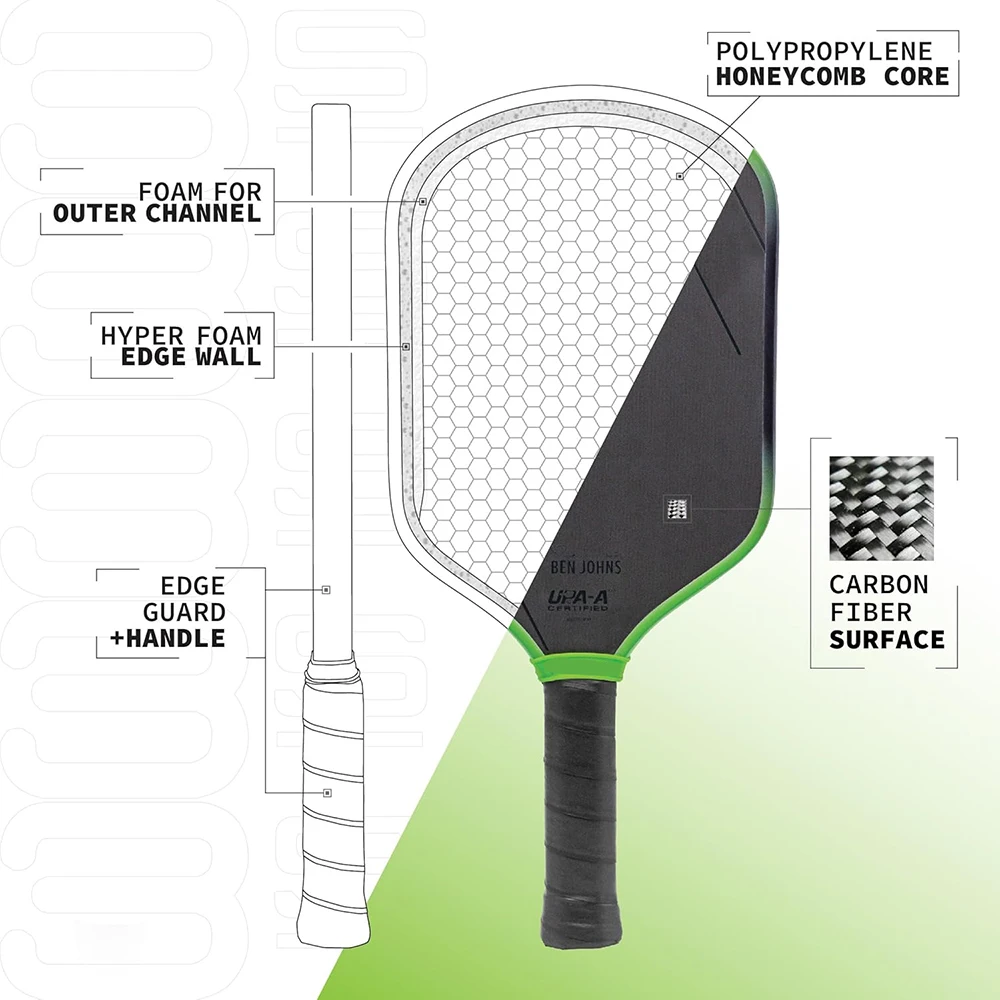 POLYPROPYLENE
HONEYCOMB CORE
FOAM FOR
OUTER CHANNEL
HYPER FOAM
EDGE WALL
EDGE
GUARD
+HANDLE
CARBON
FIBER
SURFACE
BEN JOHNS
UPA-A
CERTIFIED